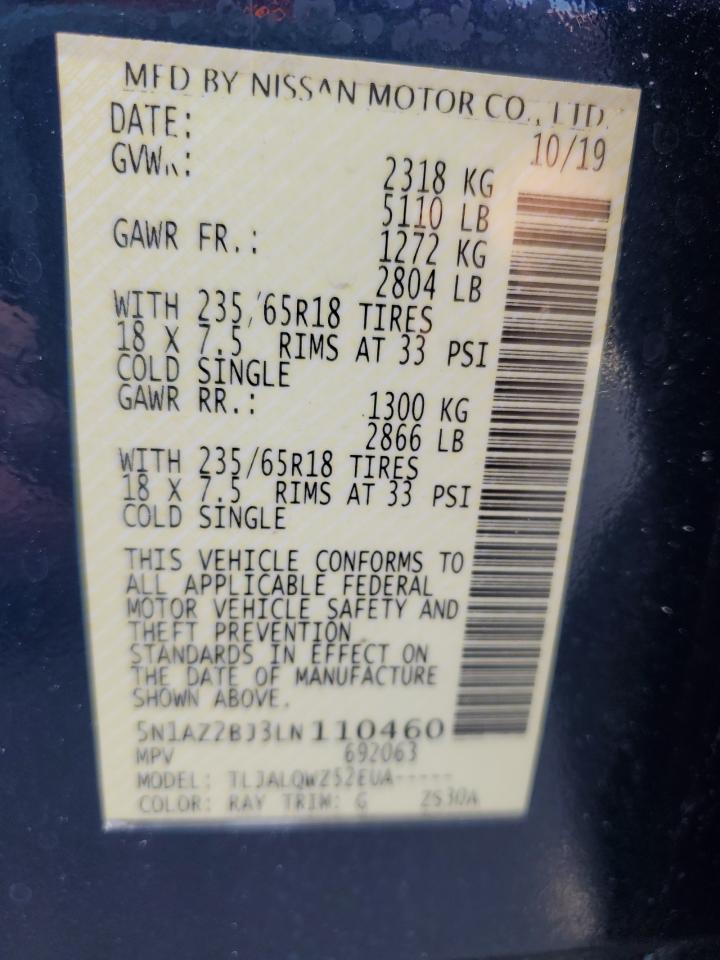 MFD BY NISSAN MOTOR CO., LTD.
DATE: 10/19
GVWR: 2318 KG
5110 LB
GAWR FR.: 1272 KG
2804 LB
WITH 235/65R18 TIRES
18 X 7.5 RIMS AT 33 PSI
COLD SINGLE
GAWR RR.: 1300 KG
2866 LB
WITH 235/65R18 TIRES
18 X 7.5 RIMS AT 33 PSI
COLD SINGLE
THIS VEHICLE CONFORMS TO
ALL APPLICABLE FEDERAL
MOTOR VEHICLE SAFETY AND
THEFT PREVENTION
STANDARDS IN EFFECT ON
THE DATE OF MANUFACTURE
SHOWN ABOVE.
5N1AZ2BJ3LN110460
MPV 692063
MODEL: TLJALQWZ52EUA-----
COLOR: RAY TRIM: G ZS30A